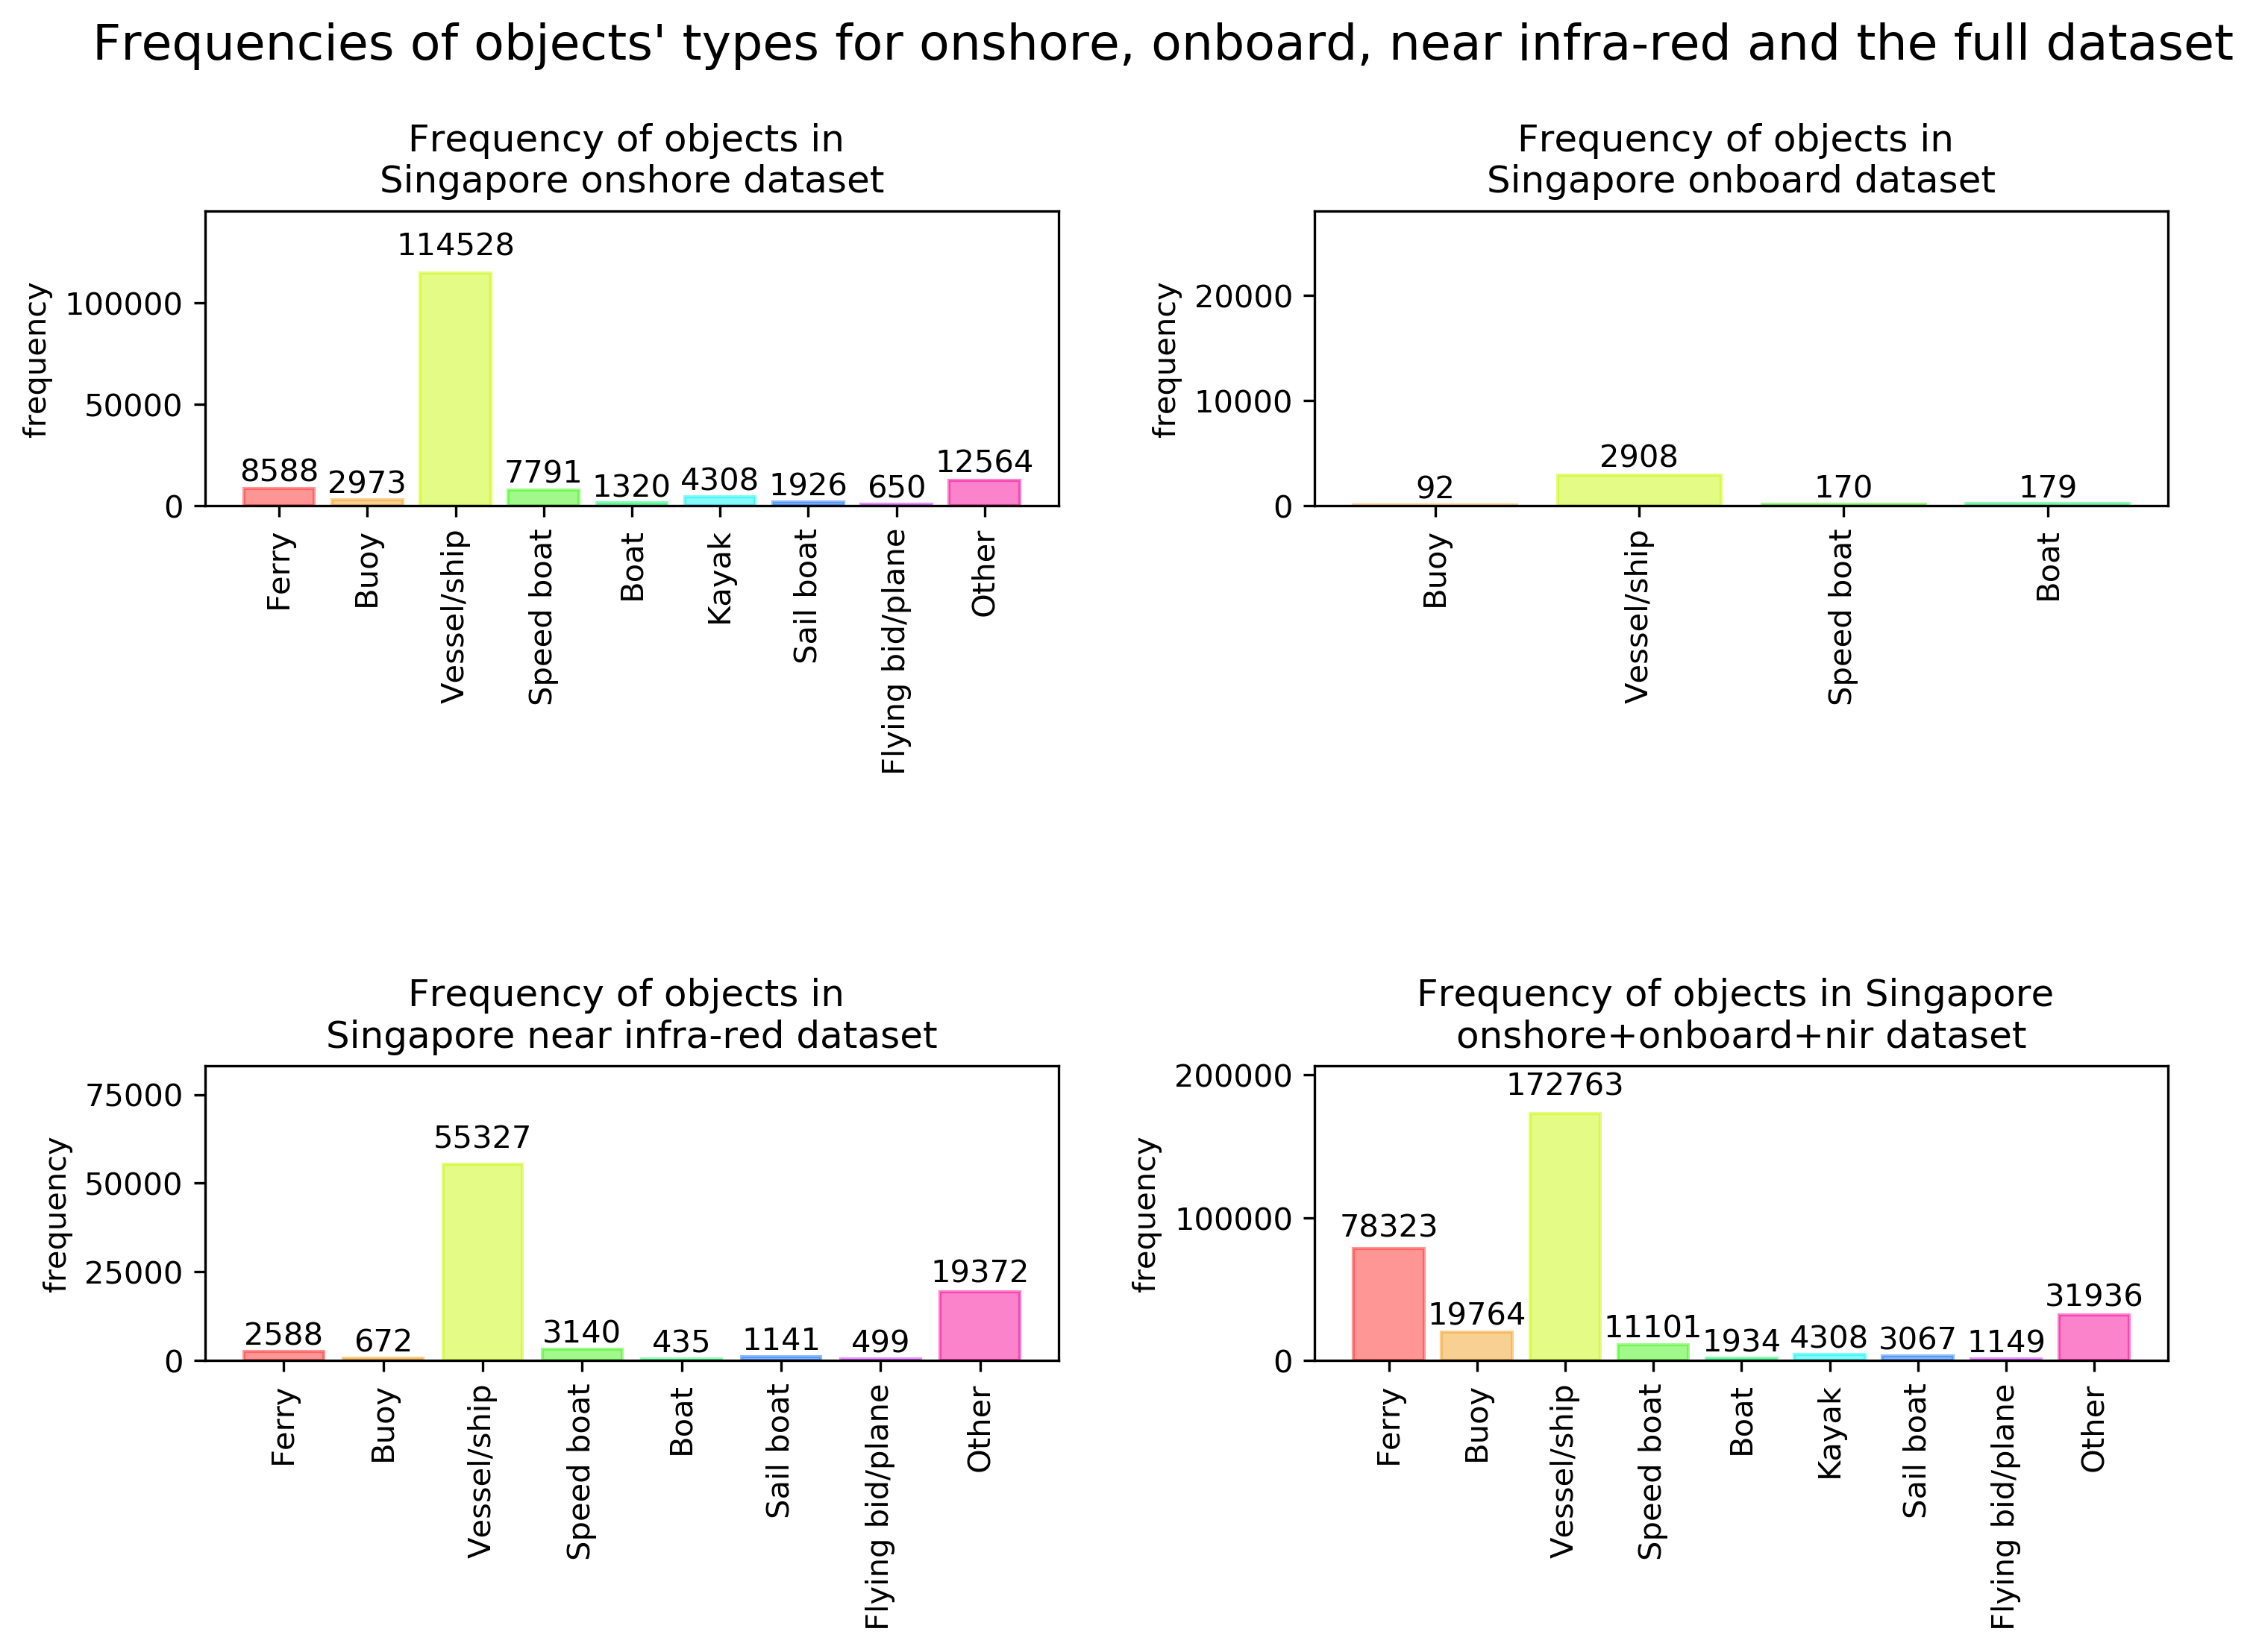 Frequencies of objects' types for onshore, onboard, near infra-red and the full dataset
Frequency of objects in
Singapore onshore dataset
frequency
100000
50000
0
8588
2973
114528
7791
1320
4308
1926
650
12564
Ferry
Buoy
Vessel/ship
Speed boat
Boat
Kayak
Sail boat
Flying bid/plane
Other
Frequency of objects in
Singapore onboard dataset
frequency
20000
10000
0
92
2908
170
179
Buoy
Vessel/ship
Speed boat
Boat
Frequency of objects in
Singapore near infra-red dataset
frequency
75000
50000
25000
0
2588
672
55327
3140
435
1141
499
19372
Ferry
Buoy
Vessel/ship
Speed boat
Boat
Sail boat
Flying bid/plane
Other
Frequency of objects in Singapore
onshore+onboard+nir dataset
frequency
200000
100000
0
78323
19764
172763
11101
1934
4308
3067
1149
31936
Ferry
Buoy
Vessel/ship
Speed boat
Boat
Kayak
Sail boat
Flying bid/plane
Other